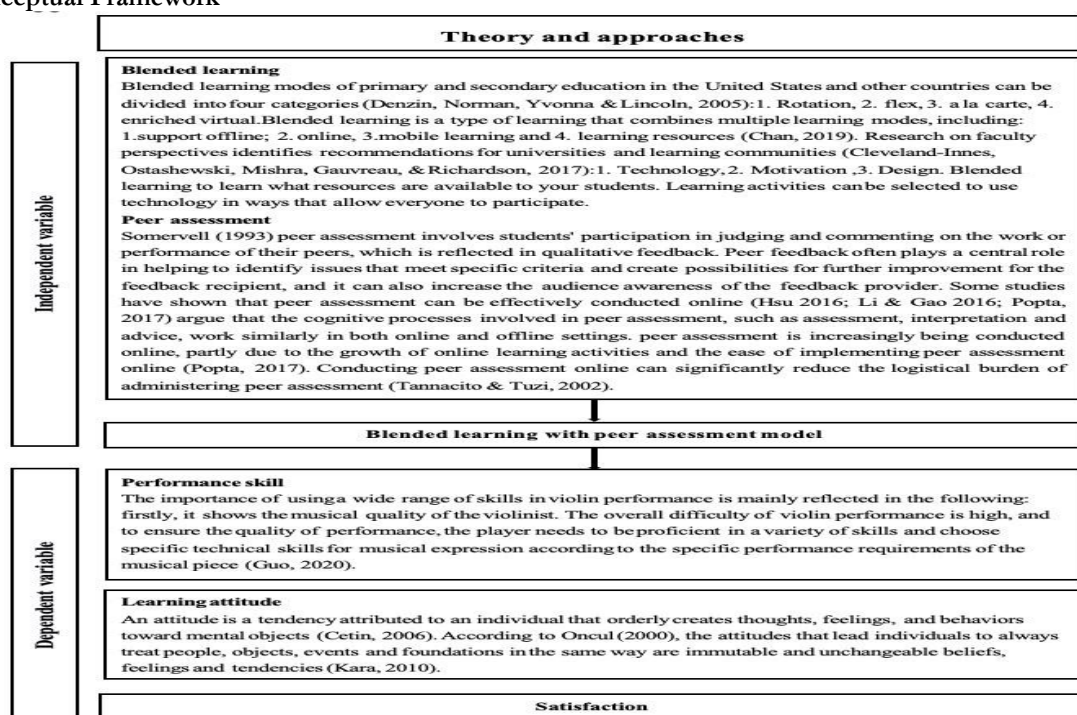 ceptual Framework
Theory and approaches
Independent variable
Blended learning
Blended learning modes of primary and secondary education in the United States and other countries can be
divided into four categories (Denzin, Norman, Yvonna & Lincoln, 2005):1. Rotation, 2. flex, 3. a la carte, 4.
enriched virtual.Blended learning is a type of learning that combines multiple learning modes, including:
1.support offline; 2. online, 3.mobile learning and 4. learning resources (Chan, 2019). Research on faculty
perspectives identifies recommendations for universities and learning communities (Cleveland-Innes,
Ostashewski, Mishra, Gauvreau, & Richardson, 2017):1. Technology,2. Motivation ,3. Design. Blended
learning to learn what resources are available to your students. Learning activities can be selected to use
technology in ways that allow everyone to participate.
Peer assessment
Somervell (1993) peer assessment involves students' participation in judging and commenting on the work or
performance of their peers, which is reflected in qualitative feedback. Peer feedback often plays a central role
in helping to identify issues that meet specific criteria and create possibilities for further improvement for the
feedback recipient, and it can also increase the audience awareness of the feedback provider. Some studies
have shown that peer assessment can be effectively conducted online (Hsu 2016; Li & Gao 2016; Popta,
2017) argue that the cognitive processes involved in peer assessment, such as assessment, interpretation and
advice, work similarly in both online and offline settings. peer assessment is increasingly being conducted
online, partly due to the growth of online learning activities and the ease of implementing peer assessment
online (Popta, 2017). Conducting peer assessment online can significantly reduce the logistical burden of
administering peer assessment (Tannacito & Tuzi, 2002).
Blended learning with peer assessment model
Dependent variable
Performance skill
The importance of using a wide range of skills in violin performance is mainly reflected in the following:
firstly, it shows the musical quality of the violinist. The overall difficulty of violin performance is high, and
to ensure the quality of performance, the player needs to be proficient in a variety of skills and choose
specific technical skills for musical expression according to the specific performance requirements of the
musical piece (Guo, 2020).
Learning attitude
An attitude is a tendency attributed to an individual that orderly creates thoughts, feelings, and behaviors
toward mental objects (Cetin, 2006). According to Oncul (2000), the attitudes that lead individuals to always
treat people, objects, events and foundations in the same way are immutable and unchangeable beliefs,
feelings and tendencies (Kara, 2010).
Satisfaction